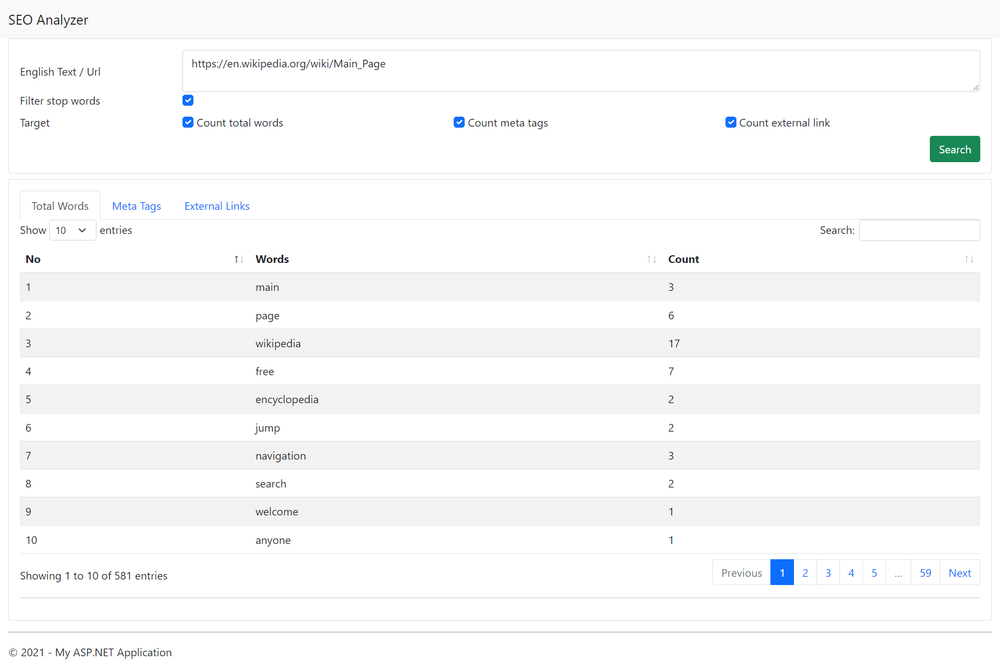 SEO Analyzer
English Text / Url
https://en.wikipedia.org/wiki/Main_Page
Filter stop words
Target Count total words Count meta tags Count external link
Search
Total Words Meta Tags External Links
Show 10 entries Search:
No Words Count
1 main 3
2 page 6
3 wikipedia 17
4 free 7
5 encyclopedia 2
6 jump 2
7 navigation 3
8 search 2
9 welcome 1
10 anyone 1
Showing 1 to 10 of 581 entries Previous 1 2 3 4 5 … 59 Next
© 2021 - My ASP.NET Application